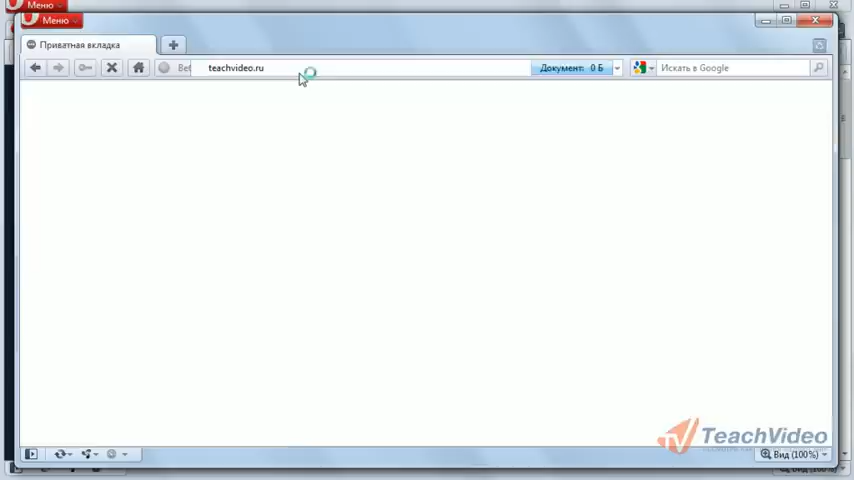 Меню
Меню
Приватная вкладка
teachvideo.ru
Документ: 0 Б
Искать в Google
TeachVideo
Вид (100%)